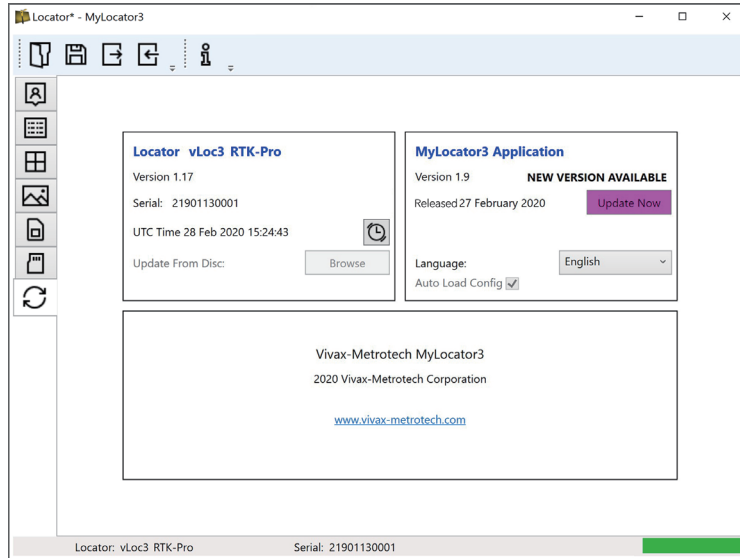 Locator* - MyLocator3
Locator vLoc3 RTK-Pro
Version 1.17
Serial: 21901130001
UTC Time 28 Feb 2020 15:24:43
Update From Disc: Browse
MyLocator3 Application
Version 1.9 NEW VERSION AVAILABLE
Released 27 February 2020 Update Now
Language: English
Auto Load Config
Vivax-Metrotech MyLocator3
2020 Vivax-Metrotech Corporation
www.vivax-metrotech.com
Locator: vLoc3 RTK-Pro Serial: 21901130001